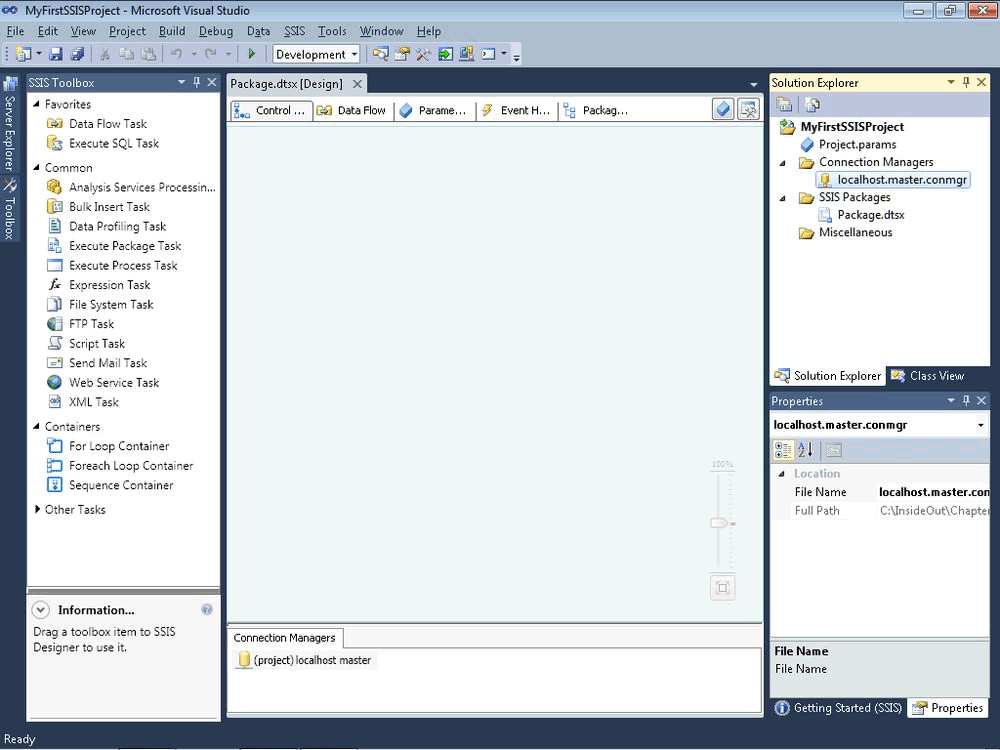 MyFirstSSISProject - Microsoft Visual Studio
File Edit View Project Build Debug Data SSIS Tools Window Help
Development
Server Explorer
Toolbox
SSIS Toolbox
Favorites
Data Flow Task
Execute SQL Task
Common
Analysis Services Processin...
Bulk Insert Task
Data Profiling Task
Execute Package Task
Execute Process Task
Expression Task
File System Task
FTP Task
Script Task
Send Mail Task
Web Service Task
XML Task
Containers
For Loop Container
Foreach Loop Container
Sequence Container
Other Tasks
Information...
Drag a toolbox item to SSIS
Designer to use it.
Package.dtsx [Design]
Control ... Data Flow Parame... Event H... Packag...
100%
Connection Managers
(project) localhost master
Solution Explorer
MyFirstSSISProject
Project.params
Connection Managers
localhost.master.conmgr
SSIS Packages
Package.dtsx
Miscellaneous
Solution Explorer Class View
Properties
localhost.master.conmgr
Location
File Name localhost.master.con
Full Path C:\InsideOut\Chapter
File Name
File Name
Getting Started (SSIS) Properties
Ready